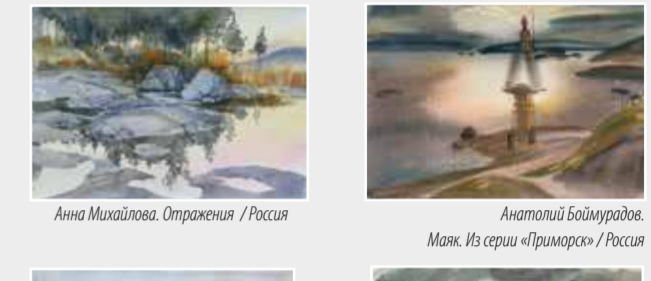 Анна Михайлова. Отражения / Россия
Анатолий Боймурадов.
Маяк. Из серии «Приморск» / Россия